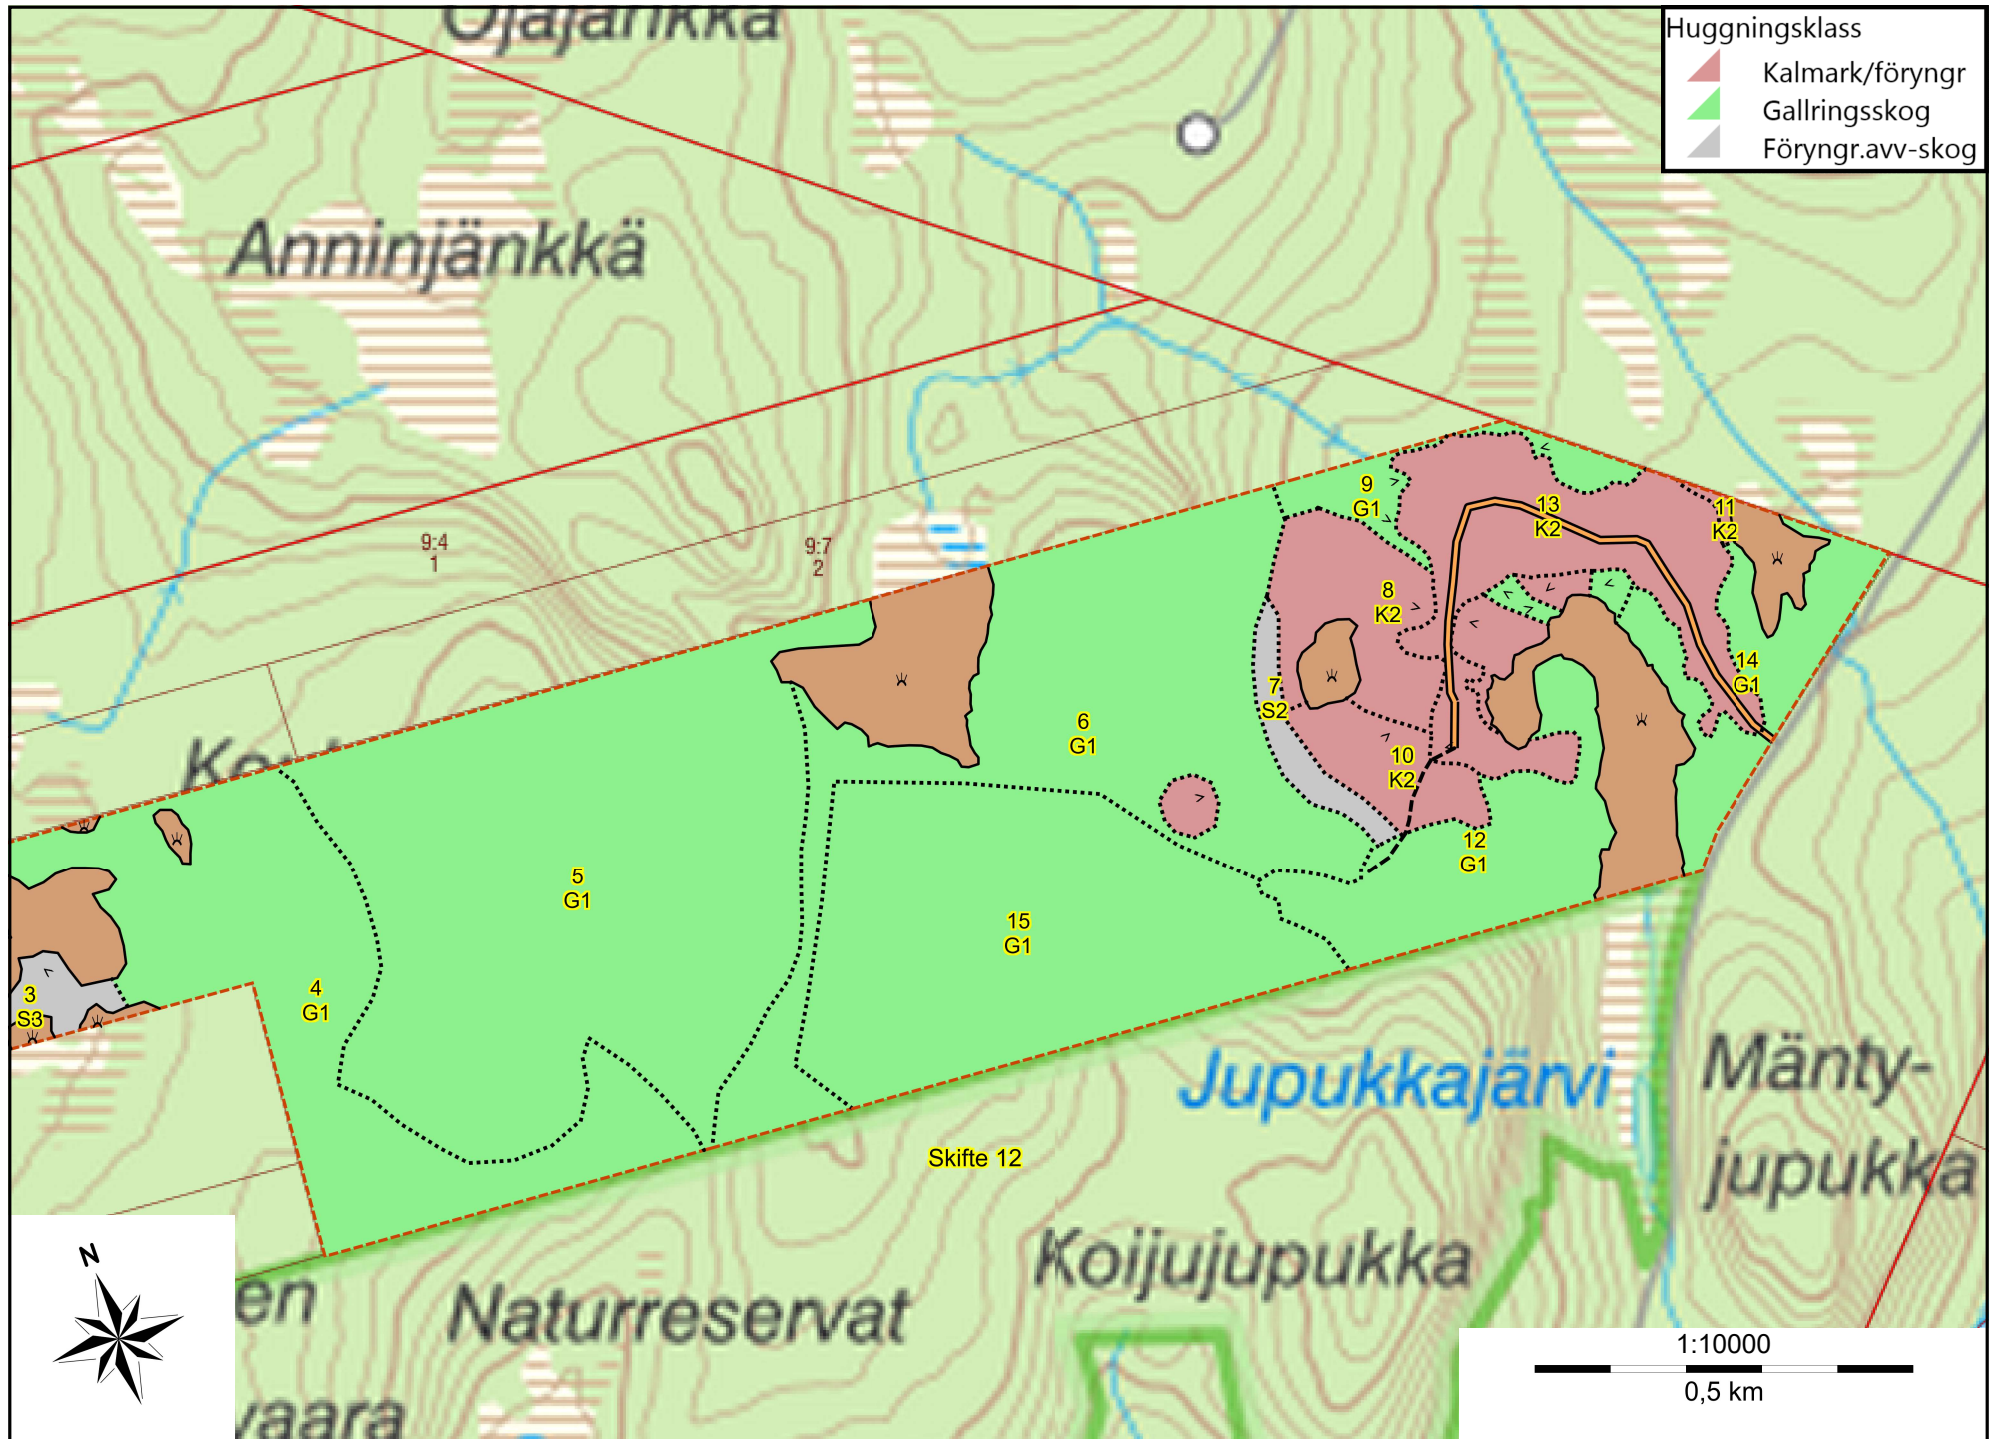 Ojajänkkä
Huggningsklass
Kalmark/föryngr
Gallringsskog
Föryngr.avv-skog
Anninjänkkä
9
G1
13
K2
11
K2
9:4
1
9:7
2
8
K2
14
G1
7
S2
6
G1
10
K2
12
G1
5
G1
15
G1
3
S3
4
G1
Jupukkajärvi
Mänty-
jupukka
Skifte 12
Koijujupukka
N
en
Naturreservat
vaara
1:10000
0,5 km